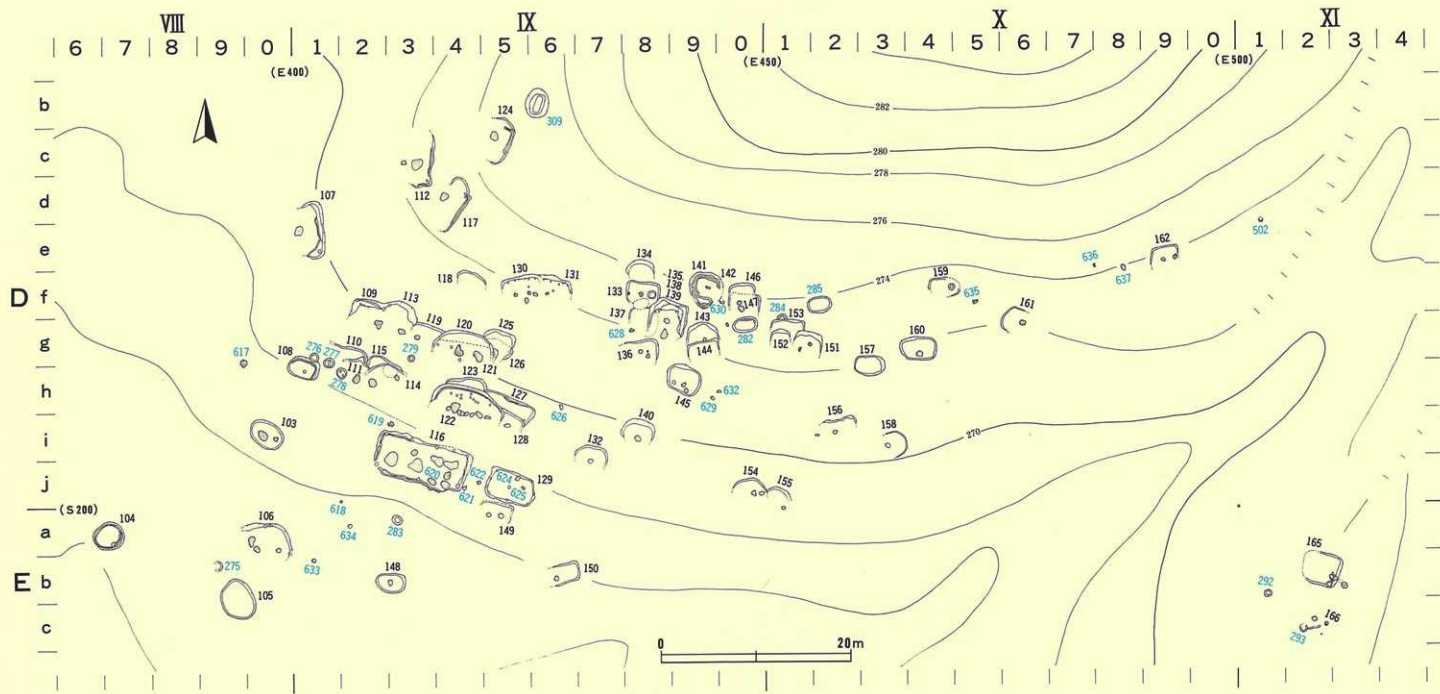 VIII IX X XI
6 7 8 9 0 1 2 3 4 5 6 7 8 9 0 1 2 3 4 5 6 7 8 9 0 1 2 3 4
(E400) (E450) (E500)
b 124 309 282
c 112 280
278
d 107 117 276 502
e 134 141 142 146 285 274 159 636 637 162
D f 118 130 131 133 135 138 139 630 147 284 635 161
109 113 119 120 125 137 628 143 282 153
g 617 108 276 277 110 115 279 121 126 136 144 152 151 157 160
278 111 114
h 123 127 122 626 145 629 632
i 103 619 116 128 132 140 156 158 270
j 620 621 622 624 625 129 154 155
(S200)
a 104 106 618 634 283 149 165
E b 275 105 633 148 150 292
c 293 166
0 20m